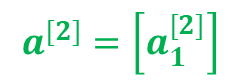 a^{[2]} = [a_1^{[2]}]